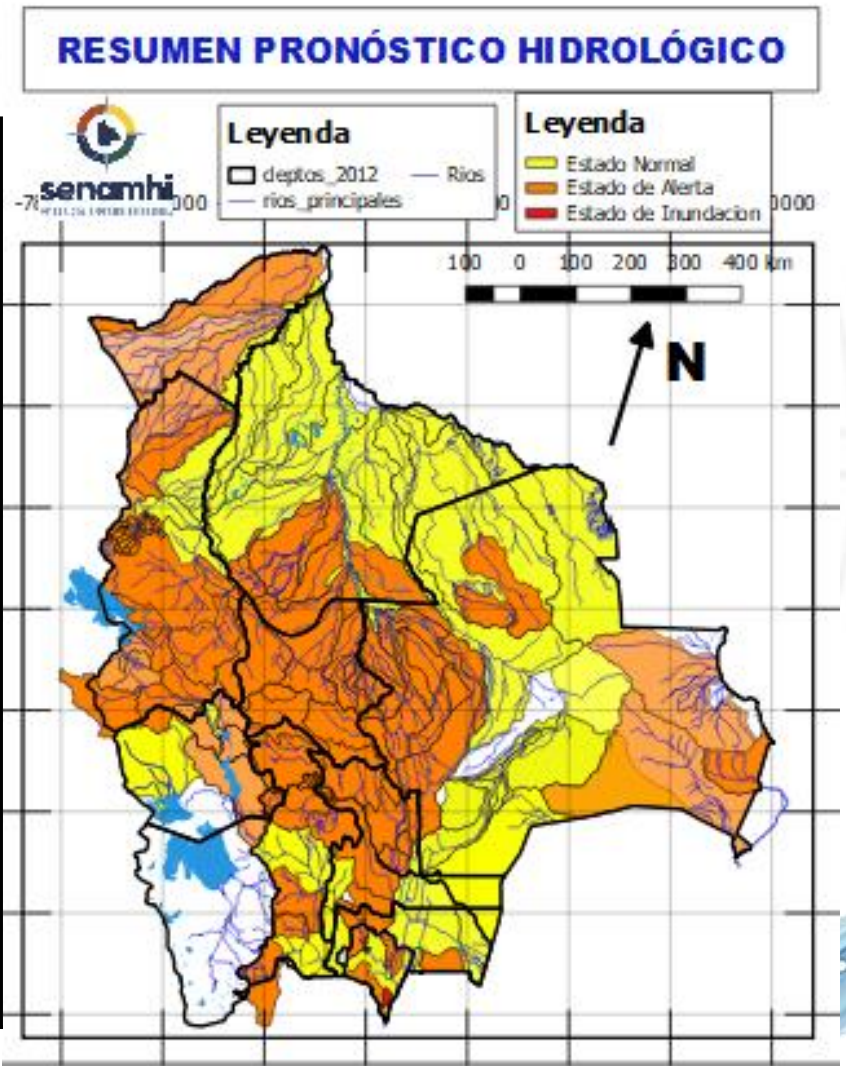 RESUMEN PRONÓSTICO HIDROLÓGICO
senamhi
Leyenda
deptos_2012
Rios
rios_principales
Leyenda
Estado Normal
Estado de Alerta
Estado de Inundacion
100 0 100 200 300 400 km
N